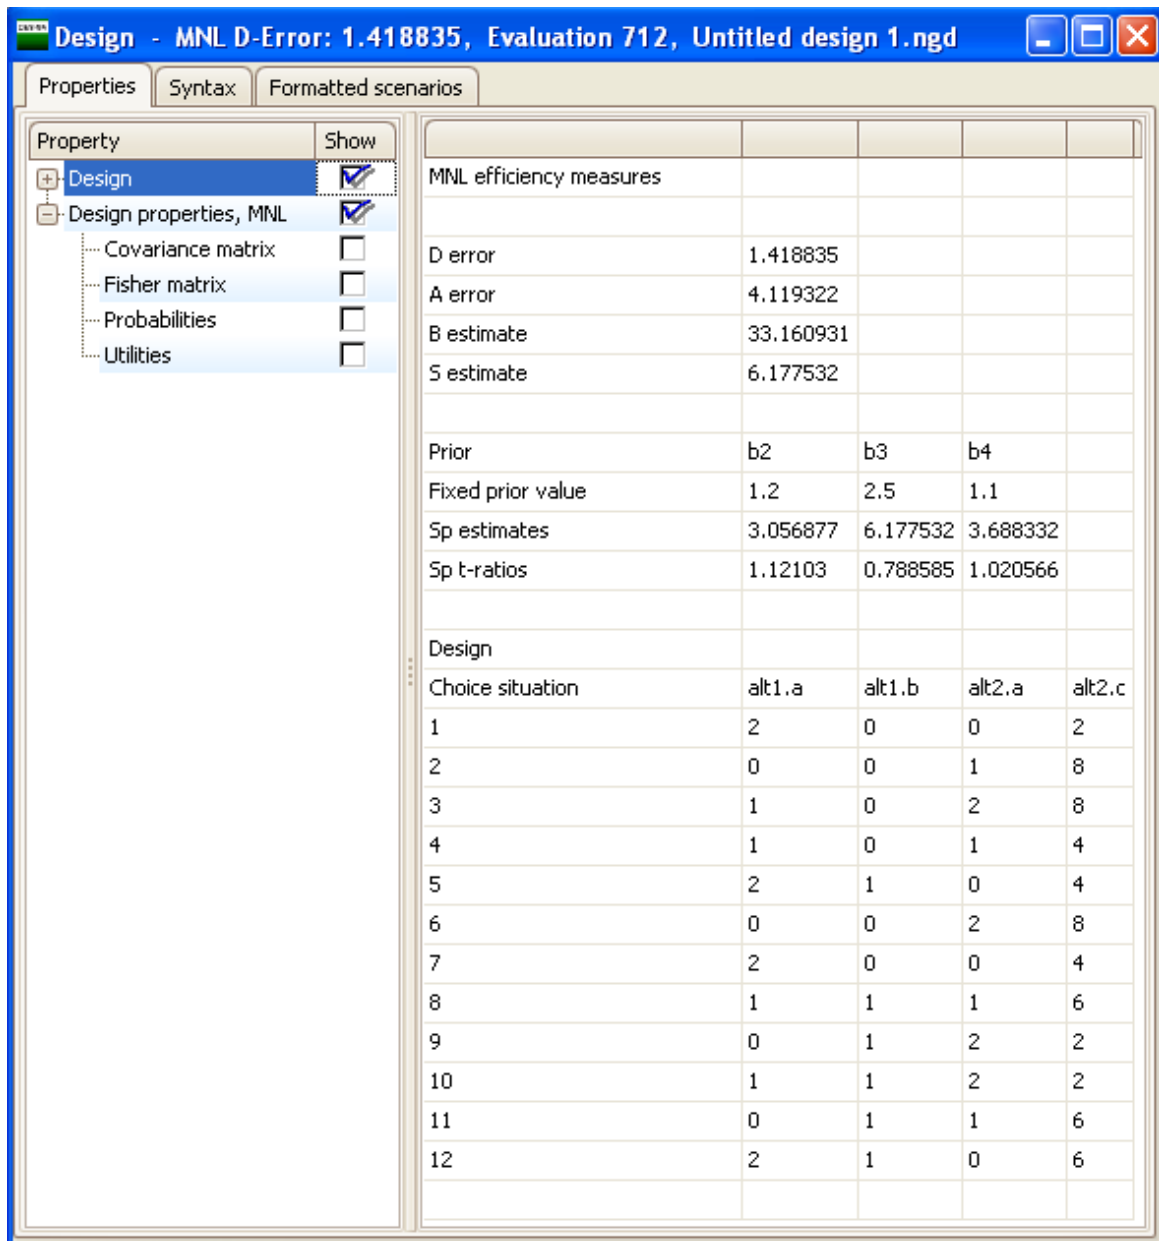 Design - MNL D-Error: 1.418835, Evaluation 712, Untitled design 1.ngd
Properties Syntax Formatted scenarios
Property Show
Design
Design properties, MNL
Covariance matrix
Fisher matrix
Probabilities
Utilities
MNL efficiency measures
D error 1.418835
A error 4.119322
B estimate 33.160931
S estimate 6.177532
Prior b2 b3 b4
Fixed prior value 1.2 2.5 1.1
Sp estimates 3.056877 6.177532 3.688332
Sp t-ratios 1.12103 0.788585 1.020566
Design
Choice situation alt1.a alt1.b alt2.a alt2.c
1 2 0 0 2
2 0 0 1 8
3 1 0 2 8
4 1 0 1 4
5 2 1 0 4
6 0 0 2 8
7 2 0 0 4
8 1 1 1 6
9 0 1 2 2
10 1 1 2 2
11 0 1 1 6
12 2 1 0 6